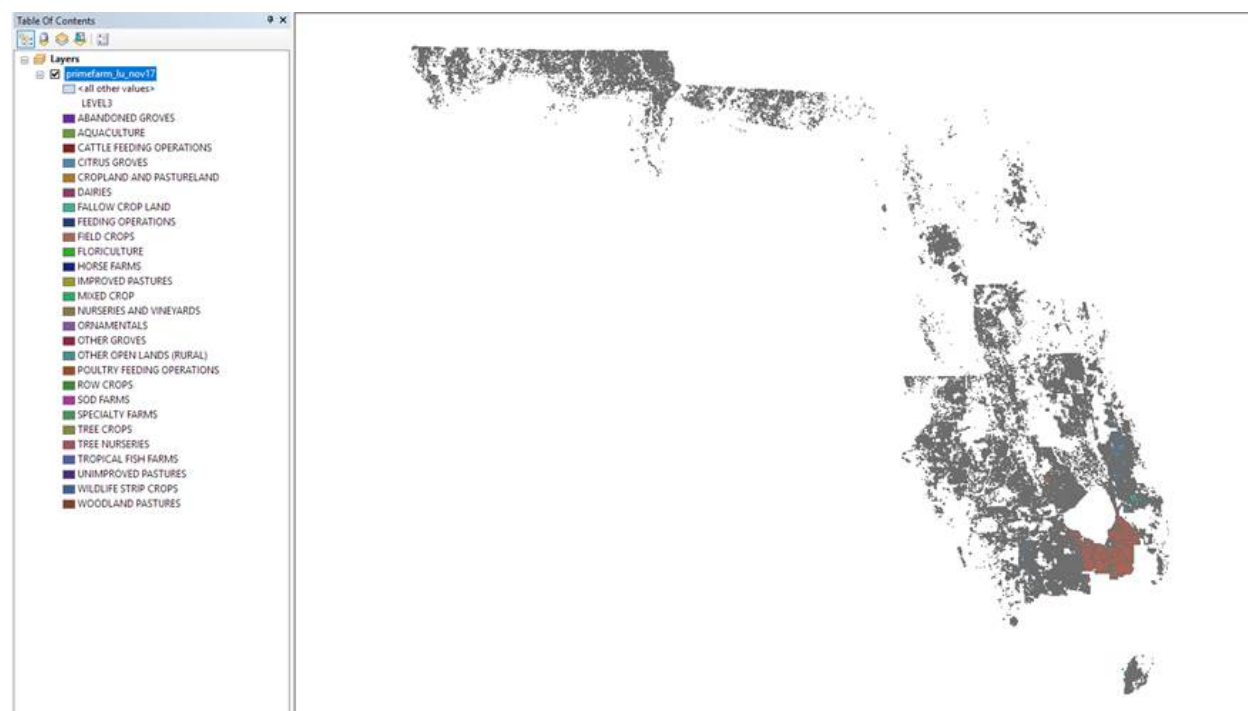 Table Of Contents
Layers
primefarm_lu_nov17
<all other values>
LEVEL3
ABANDONED GROVES
AQUACULTURE
CATTLE FEEDING OPERATIONS
CITRUS GROVES
CROPLAND AND PASTURELAND
DAIRIES
FALLOW CROP LAND
FEEDING OPERATIONS
FIELD CROPS
FLORICULTURE
HORSE FARMS
IMPROVED PASTURES
MIXED CROP
NURSERIES AND VINEYARDS
ORNAMENTALS
OTHER GROVES
OTHER OPEN LANDS (RURAL)
POULTRY FEEDING OPERATIONS
ROW CROPS
SOD FARMS
SPECIALTY FARMS
TREE CROPS
TREE NURSERIES
TROPICAL FISH FARMS
UNIMPROVED PASTURES
WILDLIFE STRIP CROPS
WOODLAND PASTURES